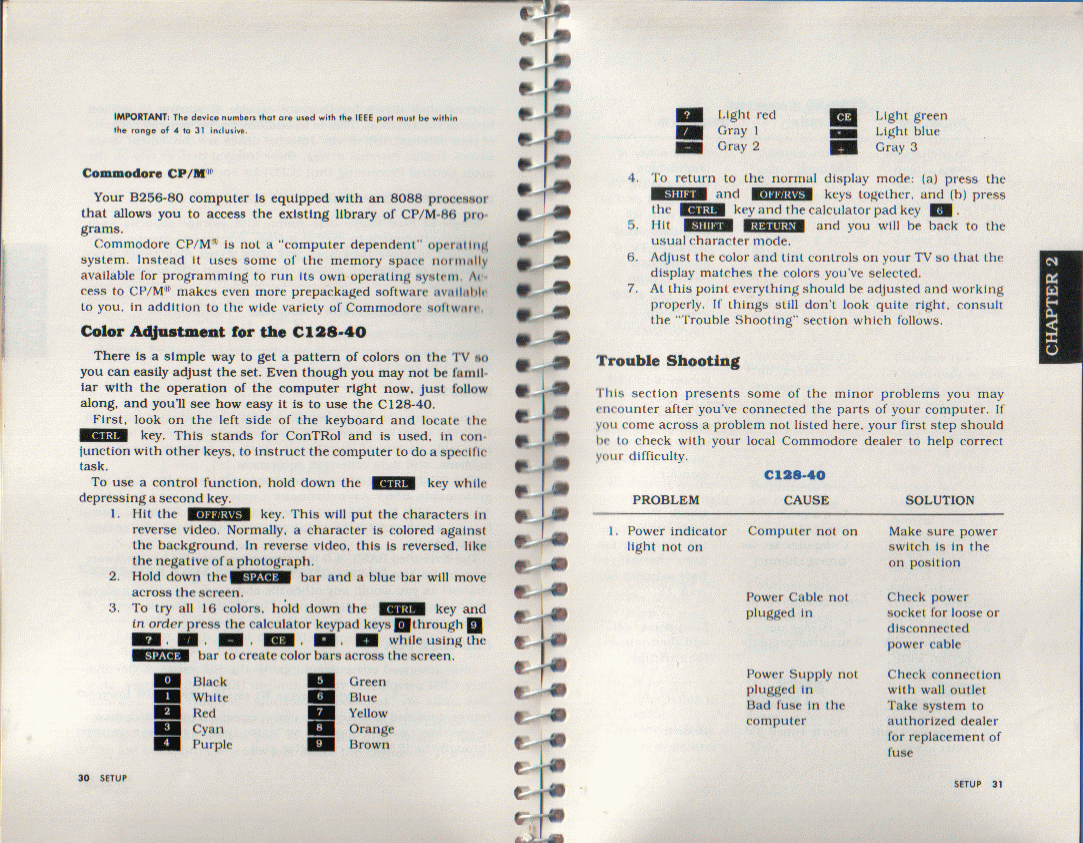 IMPORTANT: The device numbers that are used with the IEEE port must be within
the range of 4 to 31 inclusive.
Commodore CP/M®
Your B256-80 computer is equipped with an 8088 processor
that allows you to access the existing library of CP/M-86 pro-
grams.
Commodore CP/M® is not a "computer dependent" operating
system. Instead it uses some of the memory space normally
available for programming to run its own operating system. Ac-
cess to CP/M® makes even more prepackaged software available
to you, in addition to the wide variety of Commodore software.
Color Adjustment for the C128-40
There is a simple way to get a pattern of colors on the TV so
you can easily adjust the set. Even though you may not be famil-
iar with the operation of the computer right now, just follow
along, and you'll see how easy it is to use the C128-40.
First, look on the left side of the keyboard and locate the
CTRL key. This stands for ConTRol and is used, in con-
junction with other keys, to instruct the computer to do a specific
task.
To use a control function, hold down the CTRL key while
depressing a second key.
1. Hit the OFF/RVS key. This will put the characters in
reverse video. Normally, a character is colored against
the background. In reverse video, this is reversed, like
the negative of a photograph.
2. Hold down the SPACE bar and a blue bar will move
across the screen.
3. To try all 16 colors, hold down the CTRL key and
in order press the calculator keypad keys 0 through 9,
? , / , – , CE , • , + while using the
SPACE bar to create color bars across the screen.
0 Black 5 Green
1 White 6 Blue
2 Red 7 Yellow
3 Cyan 8 Orange
4 Purple 9 Brown
30 SETUP
? Light red CE Light green
/ Gray 1 • Light blue
– Gray 2 + Gray 3
4. To return to the normal display mode: (a) press the
SHIFT and OFF/RVS keys together, and (b) press
the CTRL key and the calculator pad key 6 .
5. Hit SHIFT RETURN and you will be back to the
usual character mode.
6. Adjust the color and tint controls on your TV so that the
display matches the colors you've selected.
7. At this point everything should be adjusted and working
properly. If things still don't look quite right, consult
the "Trouble Shooting" section which follows.
CHAPTER 2
Trouble Shooting
This section presents some of the minor problems you may
encounter after you've connected the parts of your computer. If
you come across a problem not listed here, your first step should
be to check with your local Commodore dealer to help correct
your difficulty.
C128-40
PROBLEM CAUSE SOLUTION
1. Power indicator Computer not on Make sure power
light not on switch is in the
on position
Power Cable not Check power
plugged in socket for loose or
disconnected
power cable
Power Supply not Check connection
plugged in with wall outlet
Bad fuse in the Take system to
computer authorized dealer
for replacement of
fuse
SETUP 31